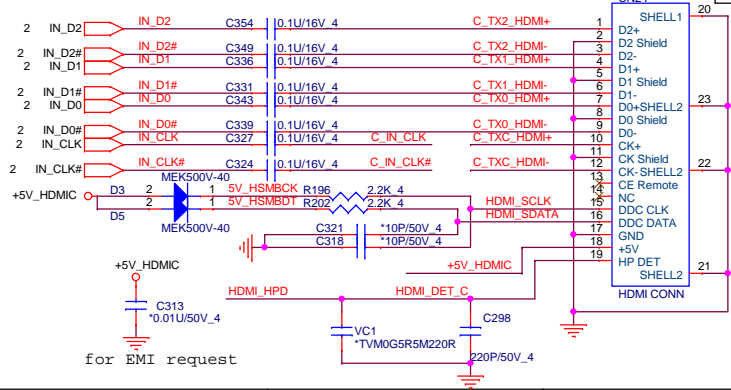 CN21
2 IN_D2 IN_D2 C354 0.1U/16V_4 C_TX2_HDMI+ 1 D2+ SHELL1 20
2 D2 Shield
2 IN_D2# IN_D2# C349 0.1U/16V_4 C_TX2_HDMI- 3 D2-
2 IN_D1 IN_D1 C336 0.1U/16V_4 C_TX1_HDMI+ 4 D1+
5 D1 Shield
2 IN_D1# IN_D1# C331 0.1U/16V_4 C_TX1_HDMI- 6 D1-
2 IN_D0 IN_D0 C343 0.1U/16V_4 C_TX0_HDMI+ 7 D0+ SHELL2 23
8 D0 Shield
2 IN_D0# IN_D0# C339 0.1U/16V_4 C_TX0_HDMI- 9 D0-
2 IN_CLK IN_CLK C327 0.1U/16V_4 C_IN_CLK C_TXC_HDMI+ 10 CK+
11 CK Shield
2 IN_CLK# IN_CLK# C324 0.1U/16V_4 C_IN_CLK# C_TXC_HDMI- 12 CK- SHELL2 22
13 CE Remote
+5V_HDMIC D3 2 MEK500V-40 1 5V_HSMBCK R196 2.2K_4 14 NC
D5 2 1 5V_HSMBDT R202 2.2K_4 HDMI_SCLK 15 DDC CLK
MEK500V-40 HDMI_SDATA 16 DDC DATA
C321 *10P/50V_4 17 GND
C318 *10P/50V_4 18 +5V
+5V_HDMIC 19 HP DET
SHELL2 21
+5V_HDMIC
HDMI_HPD HDMI_DET_C HDMI CONN
C313
*0.01U/50V_4
VC1 C298
*TVM0G5R5M220R
220P/50V_4
for EMI request